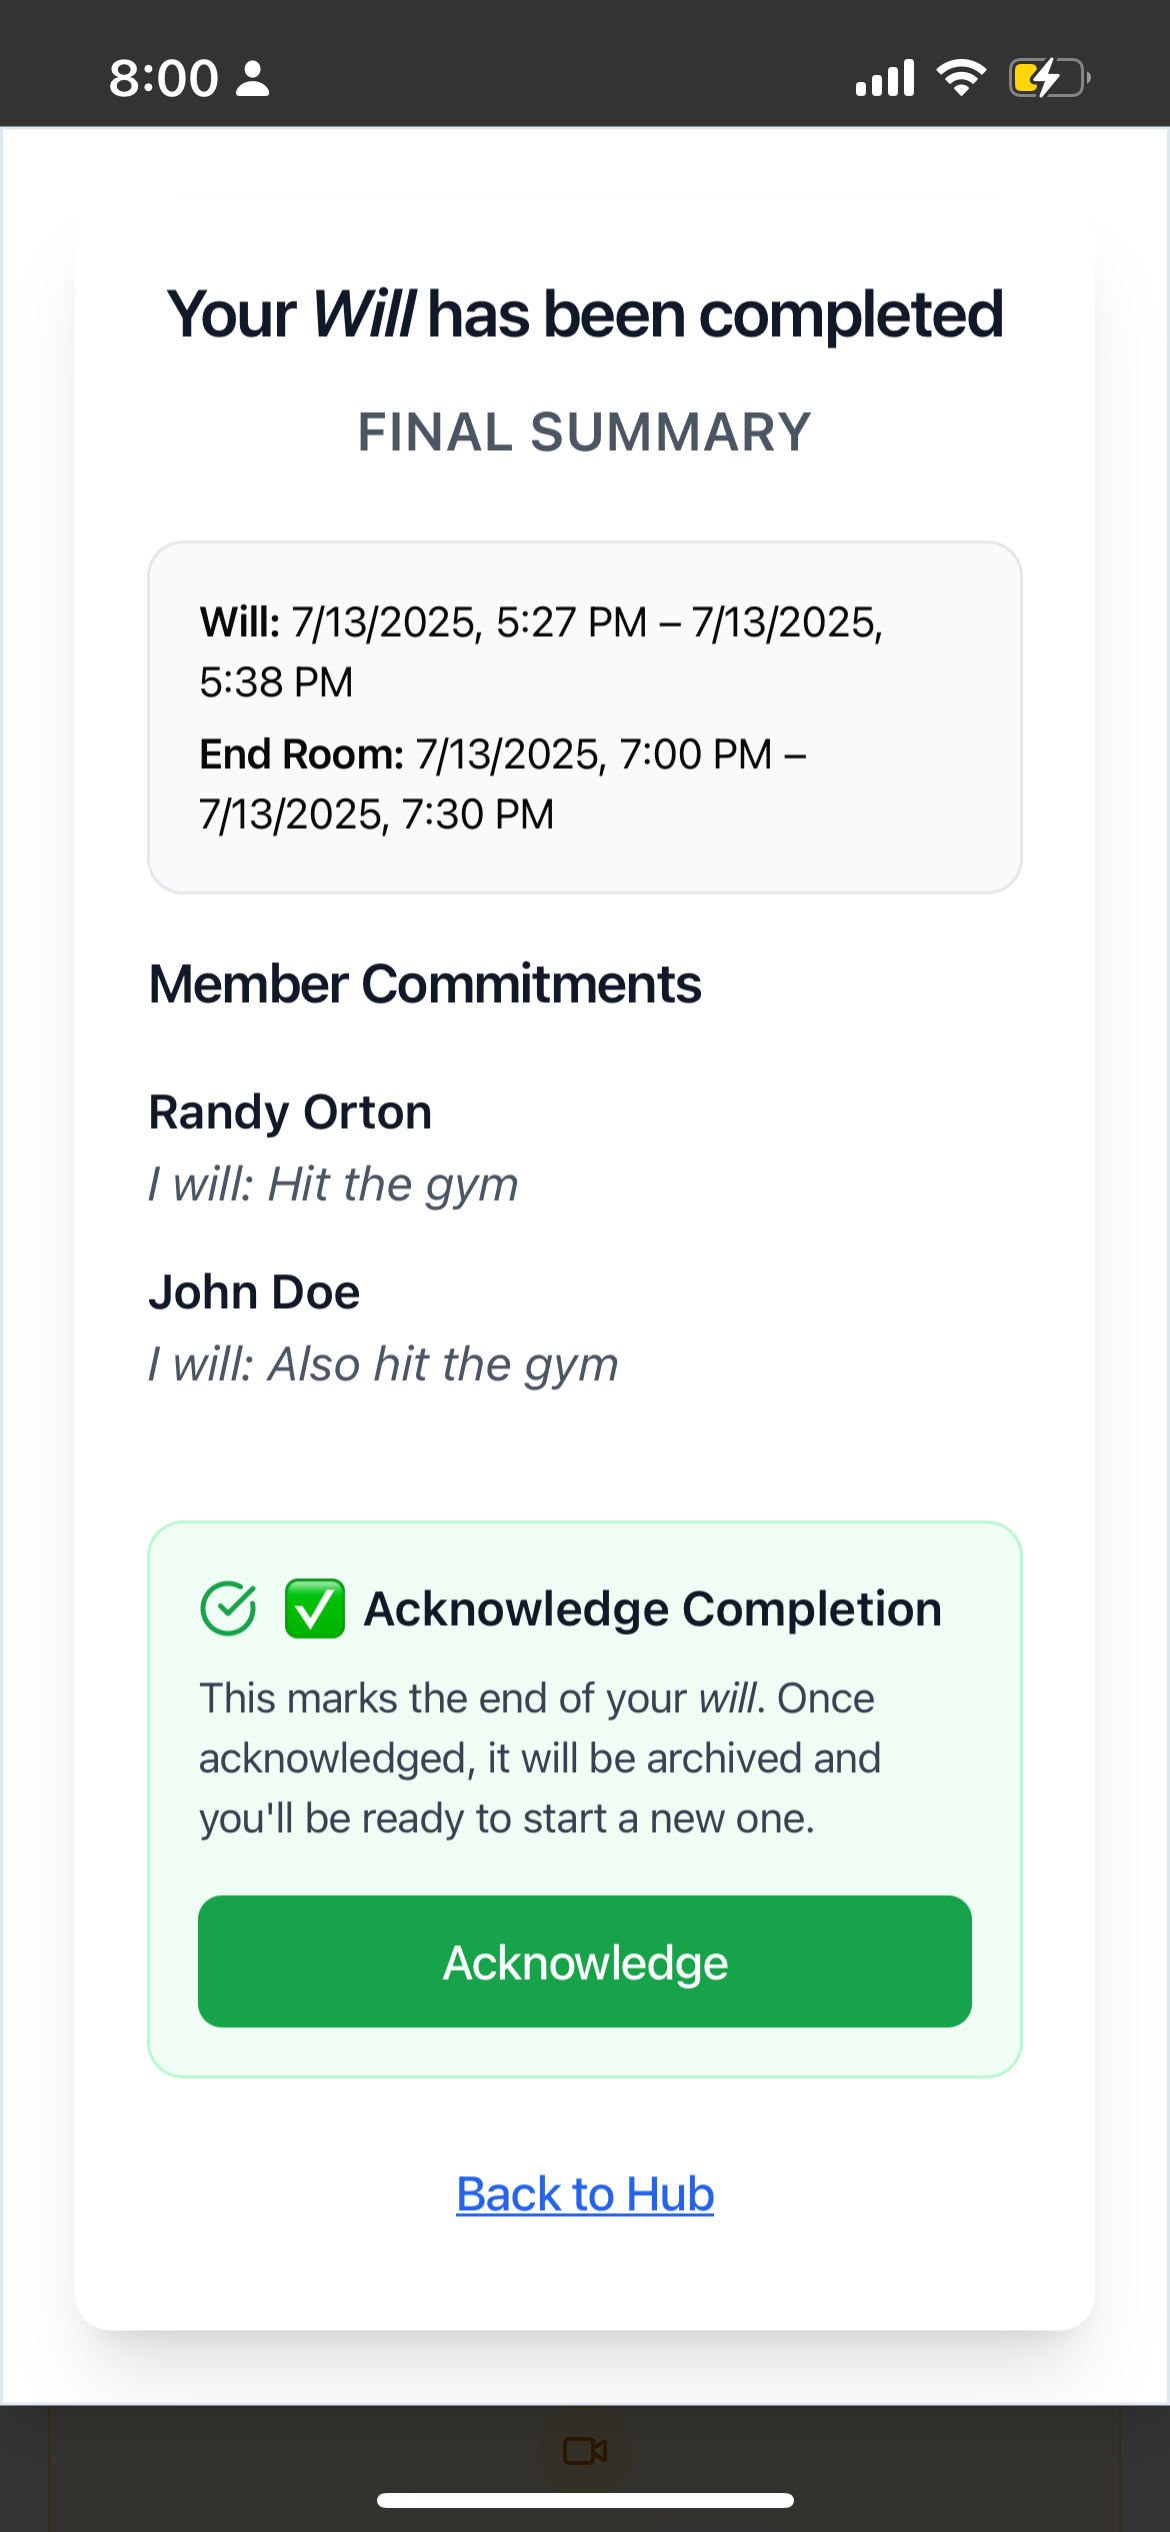 8:00
Your Will has been completed
FINAL SUMMARY
Will: 7/13/2025, 5:27 PM – 7/13/2025,
5:38 PM
End Room: 7/13/2025, 7:00 PM –
7/13/2025, 7:30 PM
Member Commitments
Randy Orton
I will: Hit the gym
John Doe
I will: Also hit the gym
✅ Acknowledge Completion
This marks the end of your will. Once
acknowledged, it will be archived and
you'll be ready to start a new one.
Acknowledge
Back to Hub